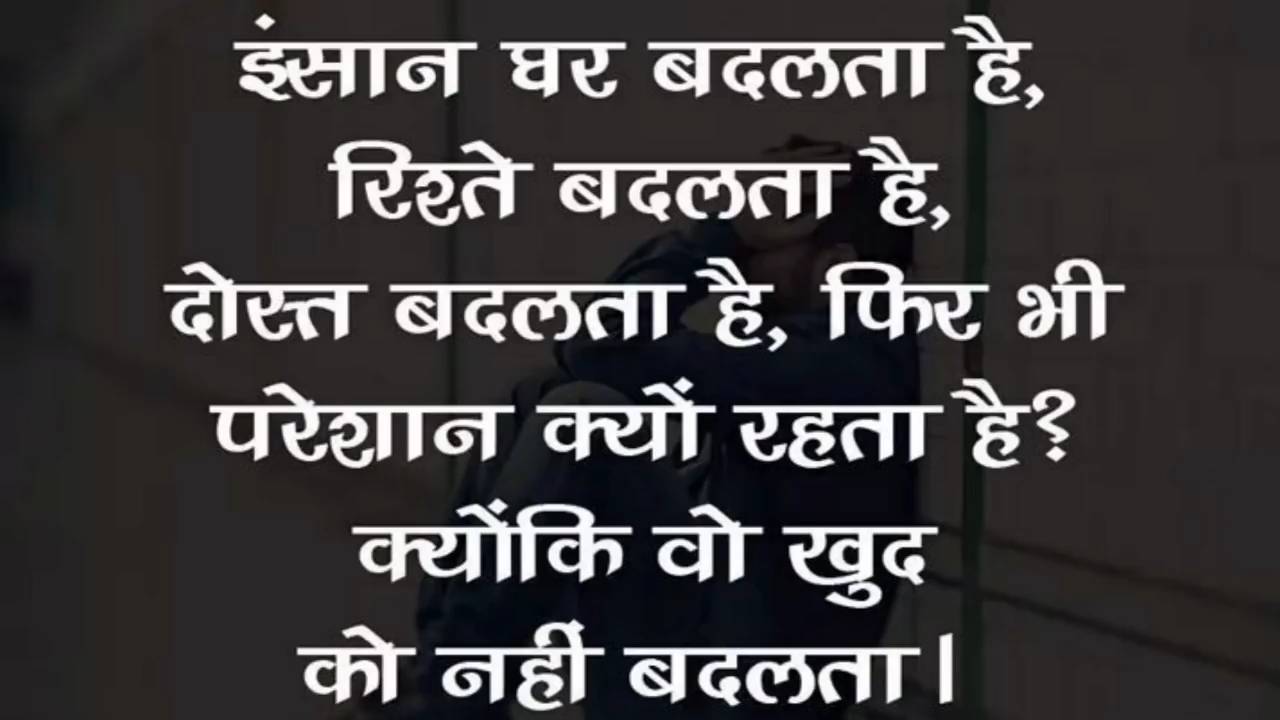 इंसान घर बदलता है,
रिश्ते बदलता है,
दोस्त बदलता है, फिर भी
परेशान क्यों रहता है?
क्योंकि वो खुद
को नहीं बदलता।